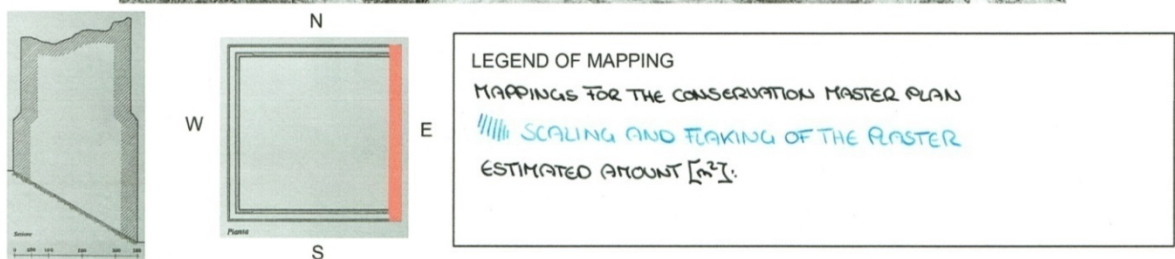 N
W
E
S
Sezione
Pianta
LEGEND OF MAPPING
MAPPINGS FOR THE CONSERVATION MASTER PLAN
SCALING AND FLAKING OF THE PLASTER
ESTIMATED AMOUNT [m²]: